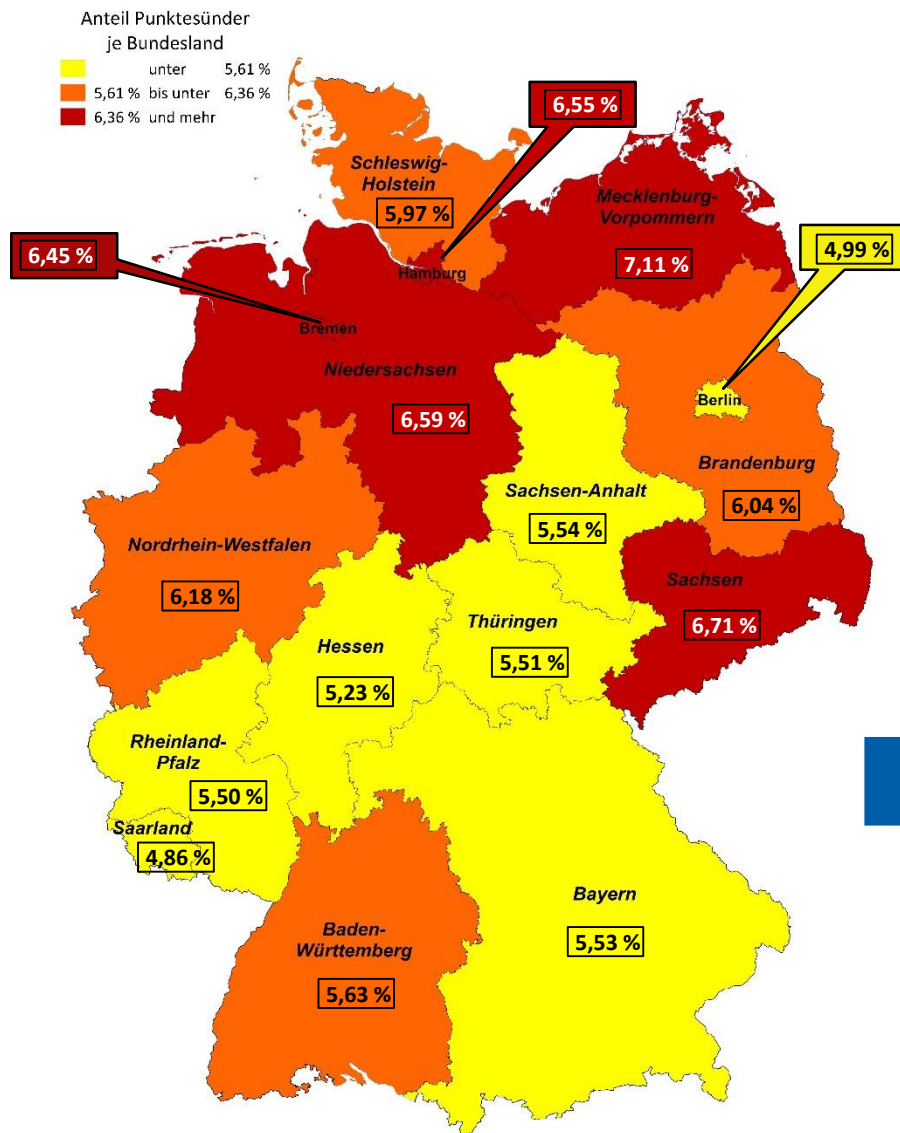 Anteil Punktesünder
je Bundesland
unter 5,61 %
5,61 % bis unter 6,36 %
6,36 % und mehr
6,55 %
Schleswig-
Holstein
5,97 %
Mecklenburg-
Vorpommern
7,11 %
6,45 %
4,99 %
Hamburg
Bremen
Niedersachsen
6,59 %
Berlin
Brandenburg
6,04 %
Sachsen-Anhalt
5,54 %
Nordrhein-Westfalen
6,18 %
Sachsen
6,71 %
Hessen
5,23 %
Thüringen
5,51 %
Rheinland-
Pfalz
5,50 %
Saarland
4,86 %
Bayern
5,53 %
Baden-
Württemberg
5,63 %